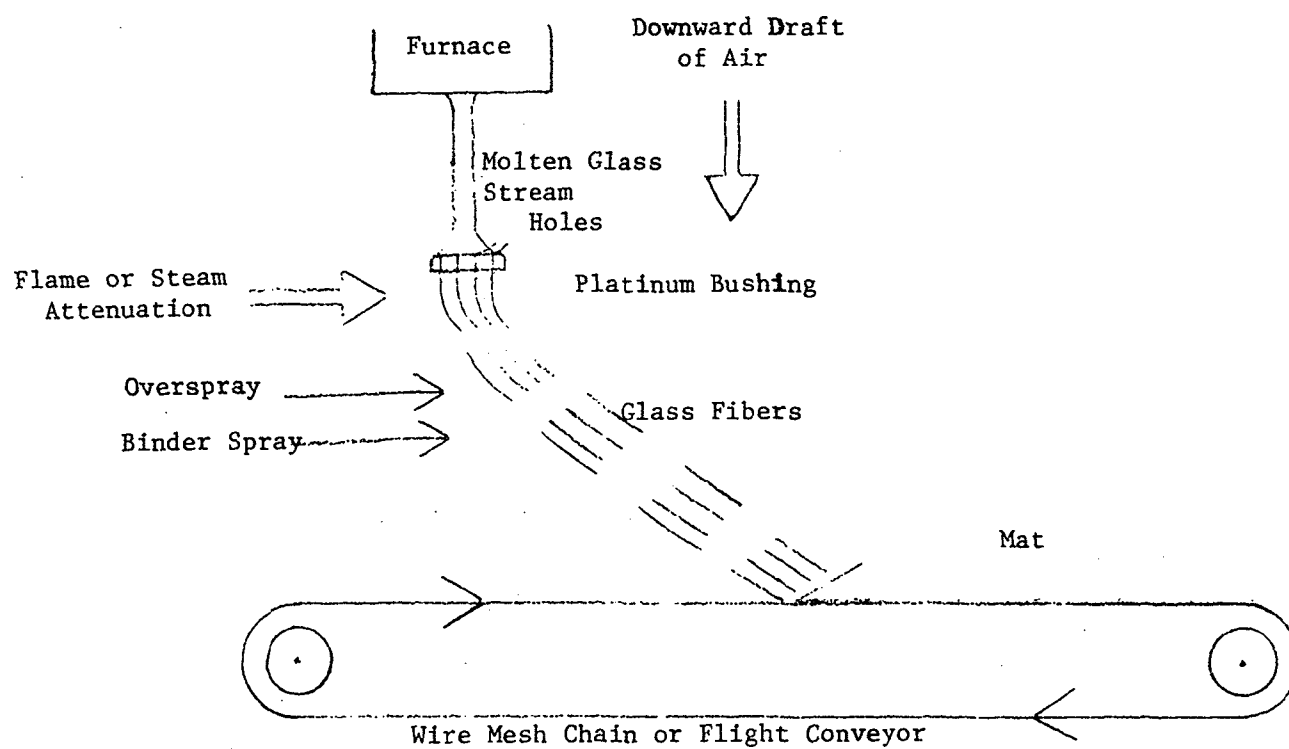 Furnace
Downward Draft
of Air
Molten Glass
Stream
Holes
Flame or Steam
Attenuation
Platinum Bushing
Overspray
Glass Fibers
Binder Spray
Mat
Wire Mesh Chain or Flight Conveyor